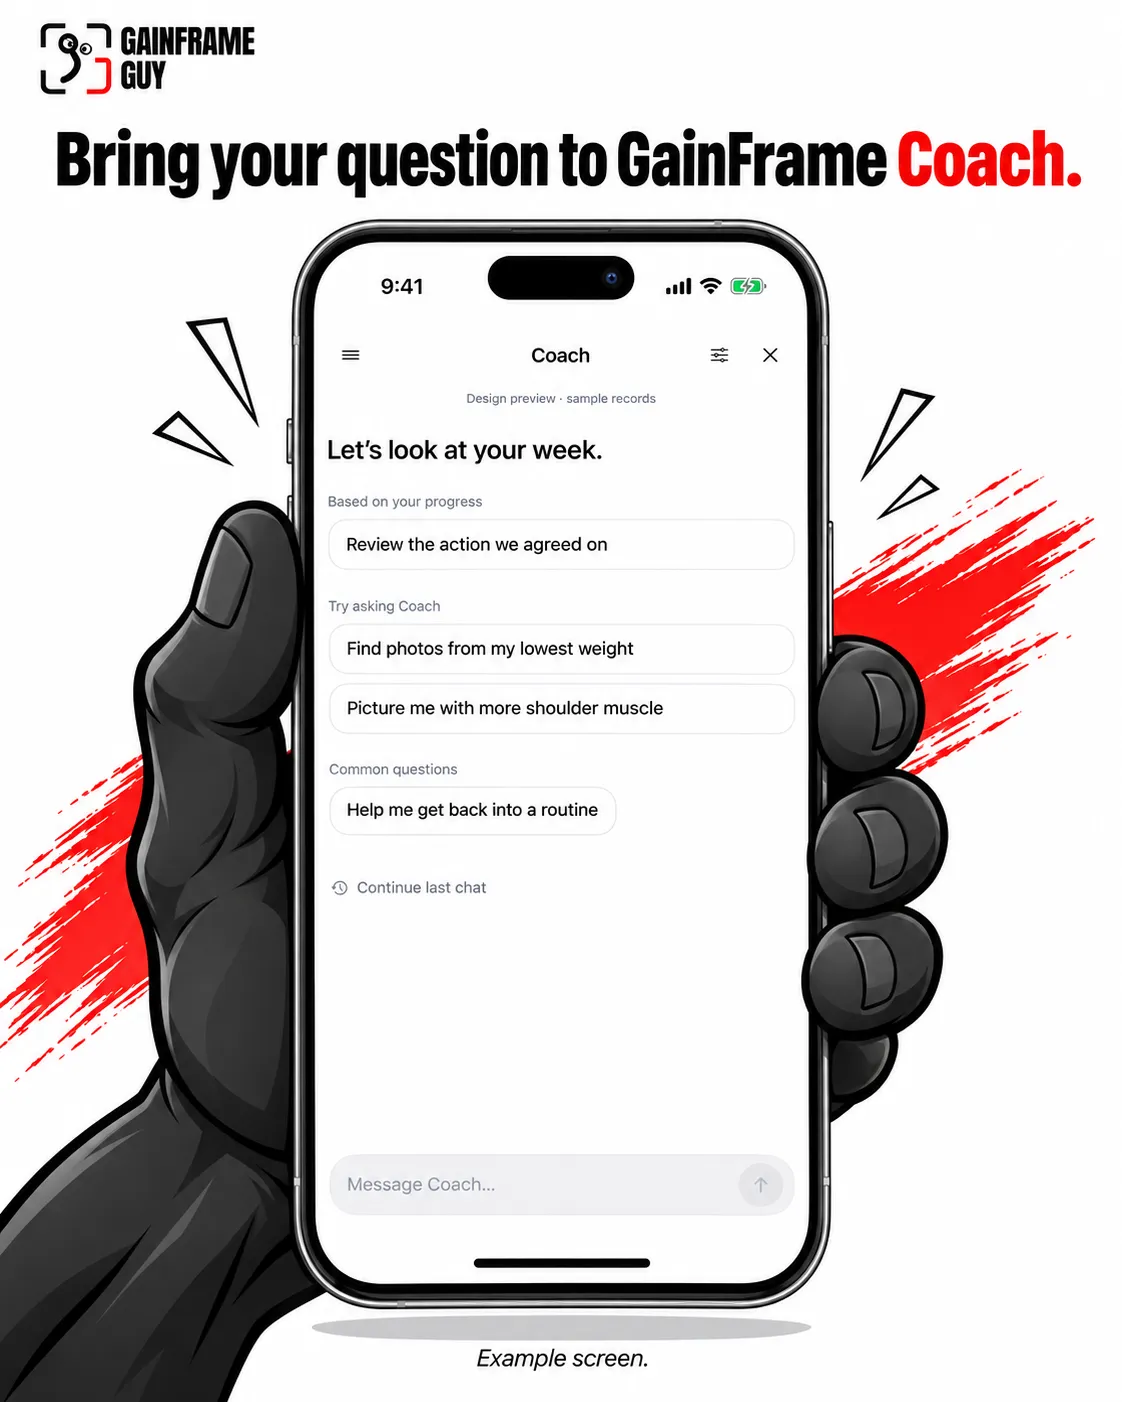 GAINFRAME
GUY
Bring your question to GainFrame Coach.
9:41
Coach
Design preview · sample records
Let’s look at your week.
Based on your progress
Review the action we agreed on
Try asking Coach
Find photos from my lowest weight
Picture me with more shoulder muscle
Common questions
Help me get back into a routine
Continue last chat
Message Coach...
Example screen.